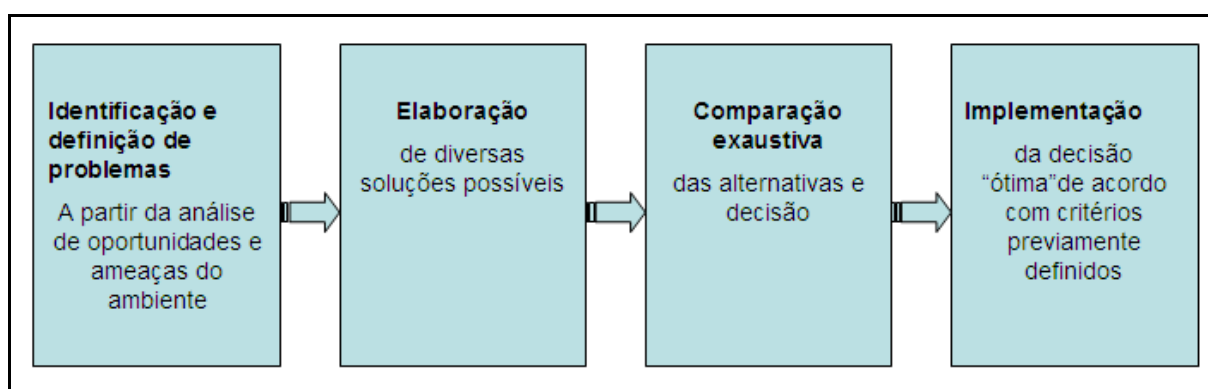 Identificação e
definição de
problemas
A partir da análise
de oportunidades e
ameaças do
ambiente
Elaboração
de diversas
soluções possíveis
Comparação
exaustiva
das alternativas e
decisão
Implementação
da decisão
“ótima”de acordo
com critérios
previamente
definidos